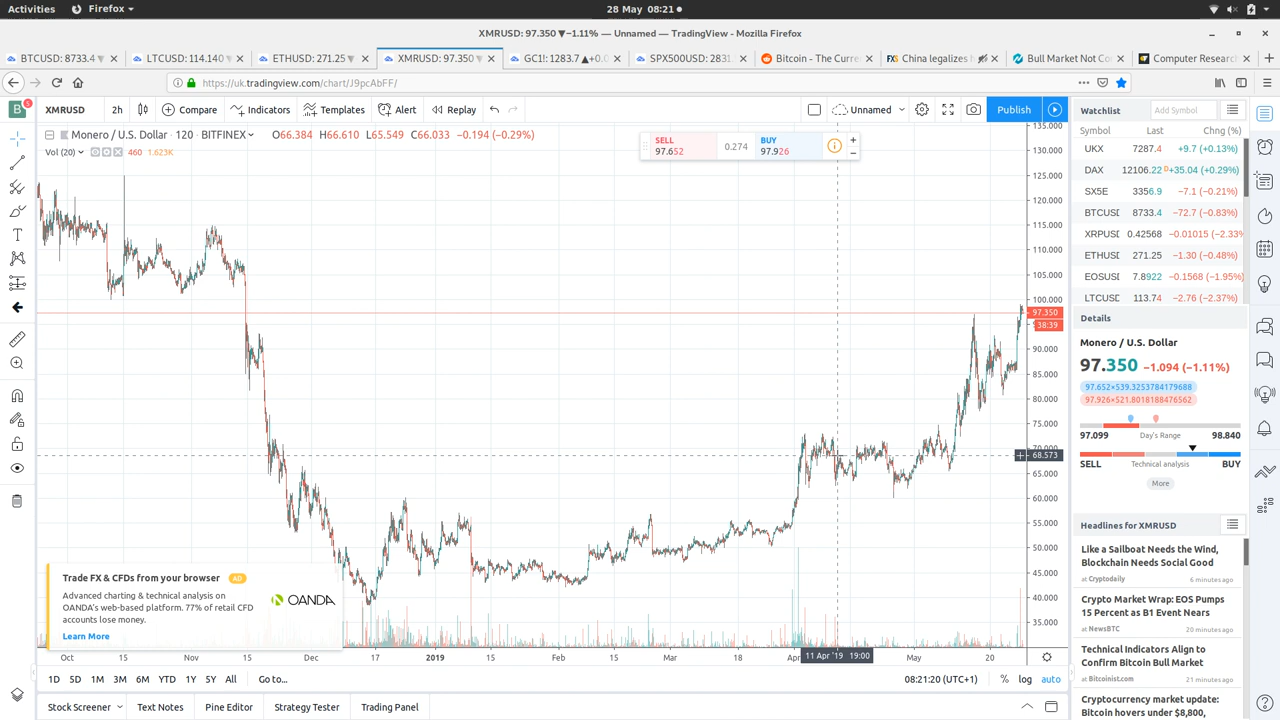 Activities Firefox 28 May 08:21
XMRUSD: 97.350 ▼−1.11% — Unnamed — TradingView - Mozilla Firefox
BTCUSD: 8733.4 ▼ LTCUSD: 114.140 ETHUSD: 271.25 ▼ XMRUSD: 97.350 ▼ GC1!: 1283.7 ▲+0.0 SPX500USD: 2831. Bitcoin - The Curre FXS China legalizes Bull Market Not Co Computer Research
https://uk.tradingview.com/chart/J9pcAbFF/
B 5 XMRUSD 2h Compare Indicators Templates Alert Replay Unnamed Publish
Watchlist Add Symbol
Monero / U.S. Dollar · 120 · BITFINEX O66.384 H66.610 L65.549 C66.033 −0.194 (−0.29%)
Vol (20) 460 1.623K
SELL 97.652 0.274 BUY 97.926
135.000
130.000
125.000
120.000
115.000
110.000
105.000
100.000
97.350
38:39
90.000
85.000
80.000
75.000
70.000
68.573
65.000
60.000
55.000
50.000
45.000
40.000
35.000
Symbol Last Chng (%)
UKX 7287.4 +9.7 (+0.13%)
DAX 12106.22 D +35.04 (+0.29%)
SX5E 3356.9 −7.1 (−0.21%)
BTCUSD 8733.4 −72.7 (−0.83%)
XRPUSD 0.42568 −0.01015 (−2.33%
ETHUSD 271.25 −1.30 (−0.48%)
EOSUSD 7.8922 −0.1568 (−1.95%)
LTCUSD 113.74 −2.76 (−2.37%)
Details
Monero / U.S. Dollar
97.350 −1.094 (−1.11%)
97.652×539.3253784179688
97.926×521.8018188476562
97.099 Day's Range 98.840
SELL Technical analysis BUY
More
Headlines for XMRUSD
Like a Sailboat Needs the Wind,
Blockchain Needs Social Good
at Cryptodaily 6 minutes ago
Crypto Market Wrap: EOS Pumps
15 Percent as B1 Event Nears
at NewsBTC 20 minutes ago
Technical Indicators Align to
Confirm Bitcoin Bull Market
at Bitcoinist.com 21 minutes ago
Cryptocurrency market update:
Bitcoin hovers under $8,800,
Trade FX & CFDs from your browser AD
Advanced charting & technical analysis on
OANDA's web-based platform. 77% of retail CFD
accounts lose money.
Learn More
OANDA
Oct 15 Nov 15 Dec 17 2019 15 Feb 15 Mar 18 Apr 11 Apr '19 19:00 May 20
1D 5D 1M 3M 6M YTD 1Y 5Y All Go to... 08:21:20 (UTC+1) % log auto
Stock Screener Text Notes Pine Editor Strategy Tester Trading Panel